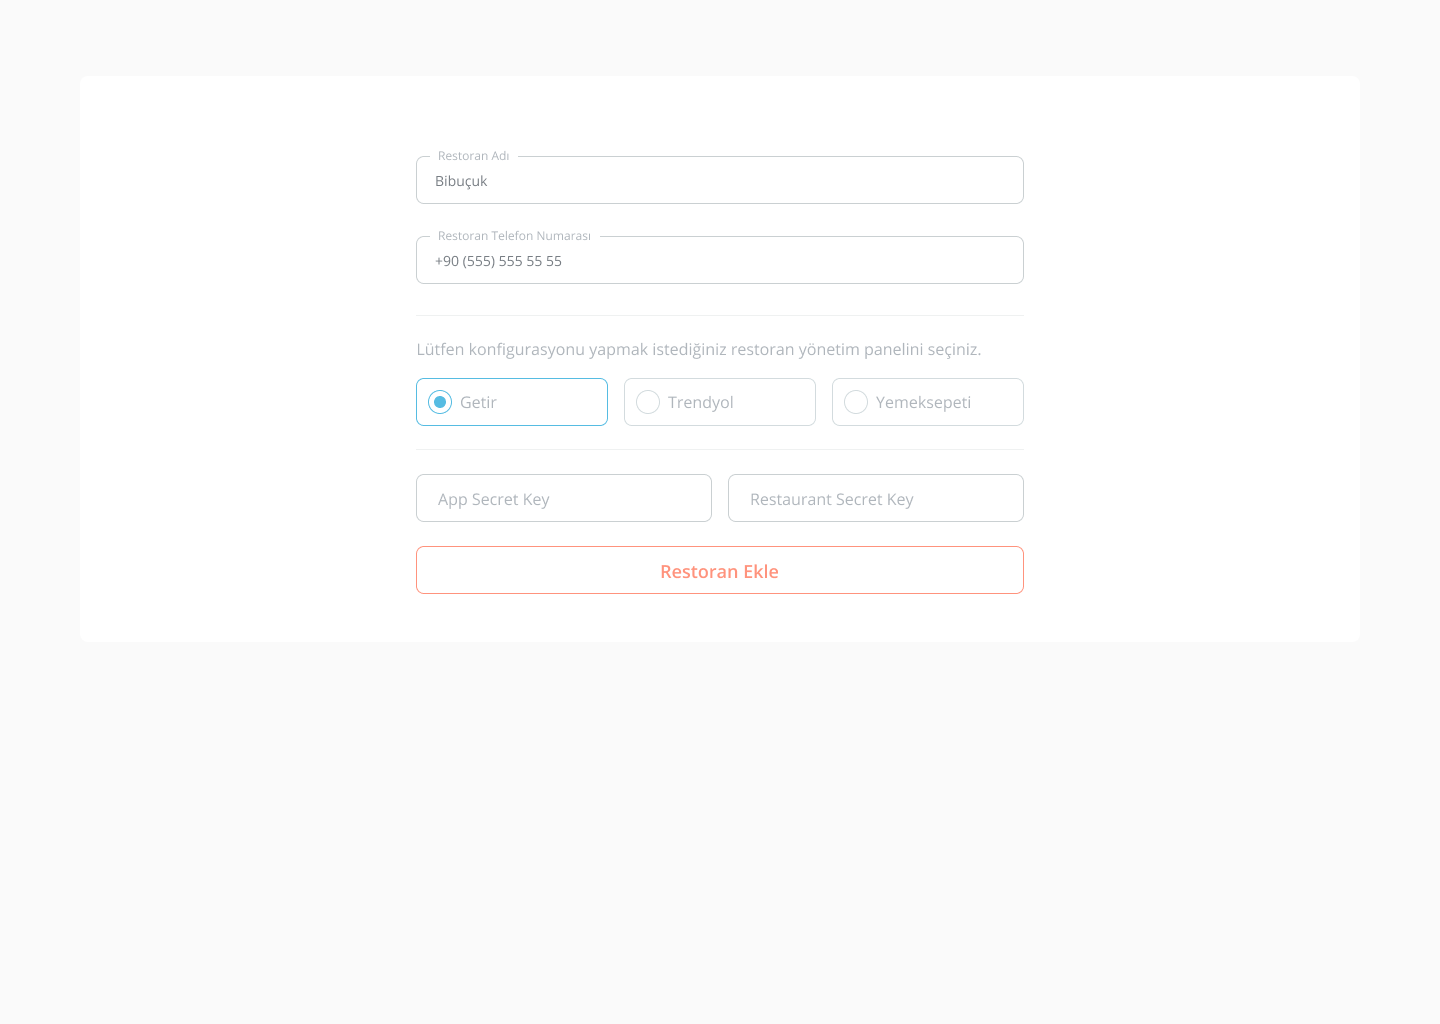 Restoran Adı
Bibuçuk
Restoran Telefon Numarası
+90 (555) 555 55 55
Lütfen konfigurasyonu yapmak istediğiniz restoran yönetim panelini seçiniz.
Getir
Trendyol
Yemeksepeti
App Secret Key
Restaurant Secret Key
Restoran Ekle